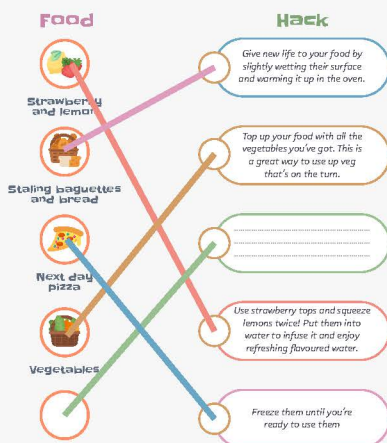 Food
Hack
Strawberry
and lemon
Staling baguettes
and bread
Next day
pizza
Vegetables
Give new life to your food by
slightly wetting their surface
and warming it up in the oven.
Top up your food with all the
vegetables you've got. This is
a great way to use up veg
that's on the turn.
Use strawberry tops and squeeze
lemons twice! Put them into
water to infuse it and enjoy
refreshing flavoured water.
Freeze them until you're
ready to use them